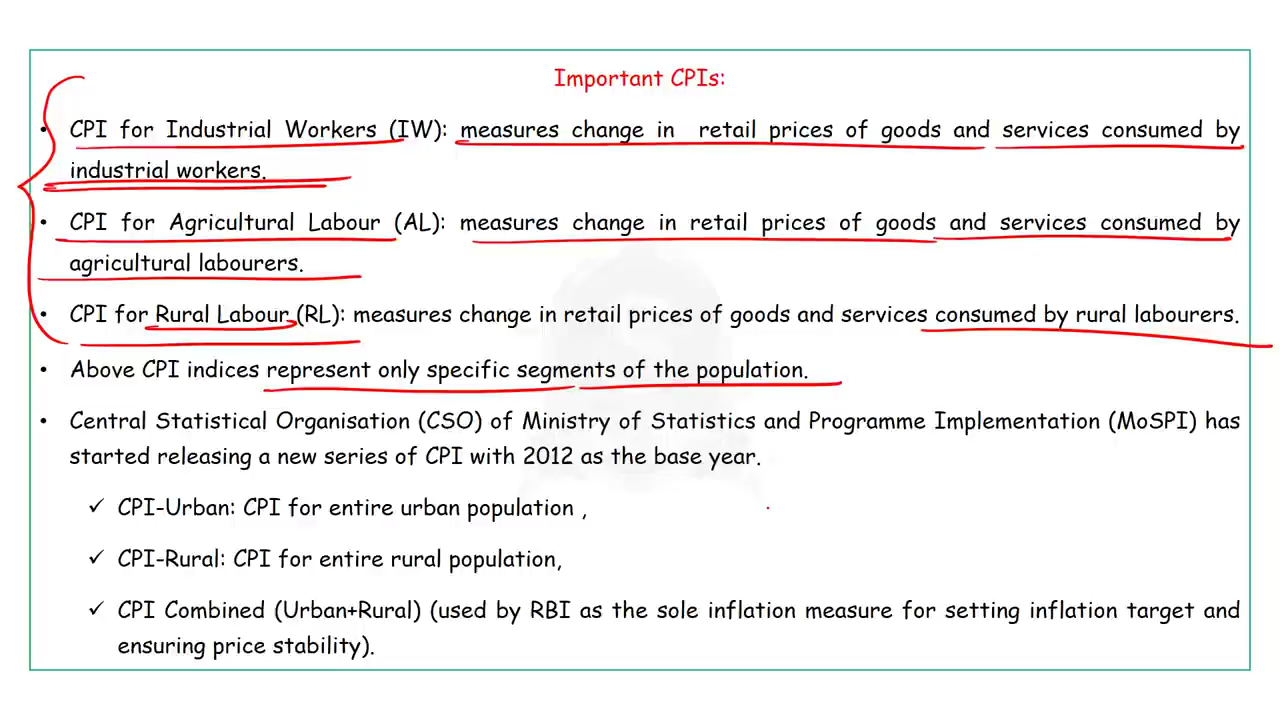 Important CPIs:
• CPI for Industrial Workers (IW): measures change in retail prices of goods and services consumed by
industrial workers.
• CPI for Agricultural Labour (AL): measures change in retail prices of goods and services consumed by
agricultural labourers.
• CPI for Rural Labour (RL): measures change in retail prices of goods and services consumed by rural labourers.
• Above CPI indices represent only specific segments of the population.
• Central Statistical Organisation (CSO) of Ministry of Statistics and Programme Implementation (MoSPI) has
started releasing a new series of CPI with 2012 as the base year.
✓ CPI-Urban: CPI for entire urban population ,
✓ CPI-Rural: CPI for entire rural population,
✓ CPI Combined (Urban+Rural) (used by RBI as the sole inflation measure for setting inflation target and
ensuring price stability).